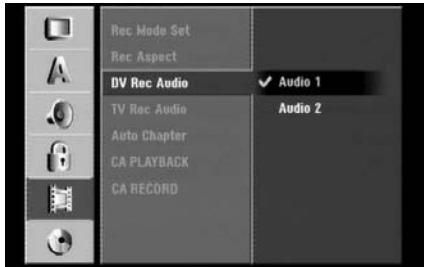 Rec Mode Set
Rec Aspect
DV Rec Audio
✔ Audio 1
TV Rec Audio
Audio 2
Auto Chapter
CA PLAYBACK
CA RECORD